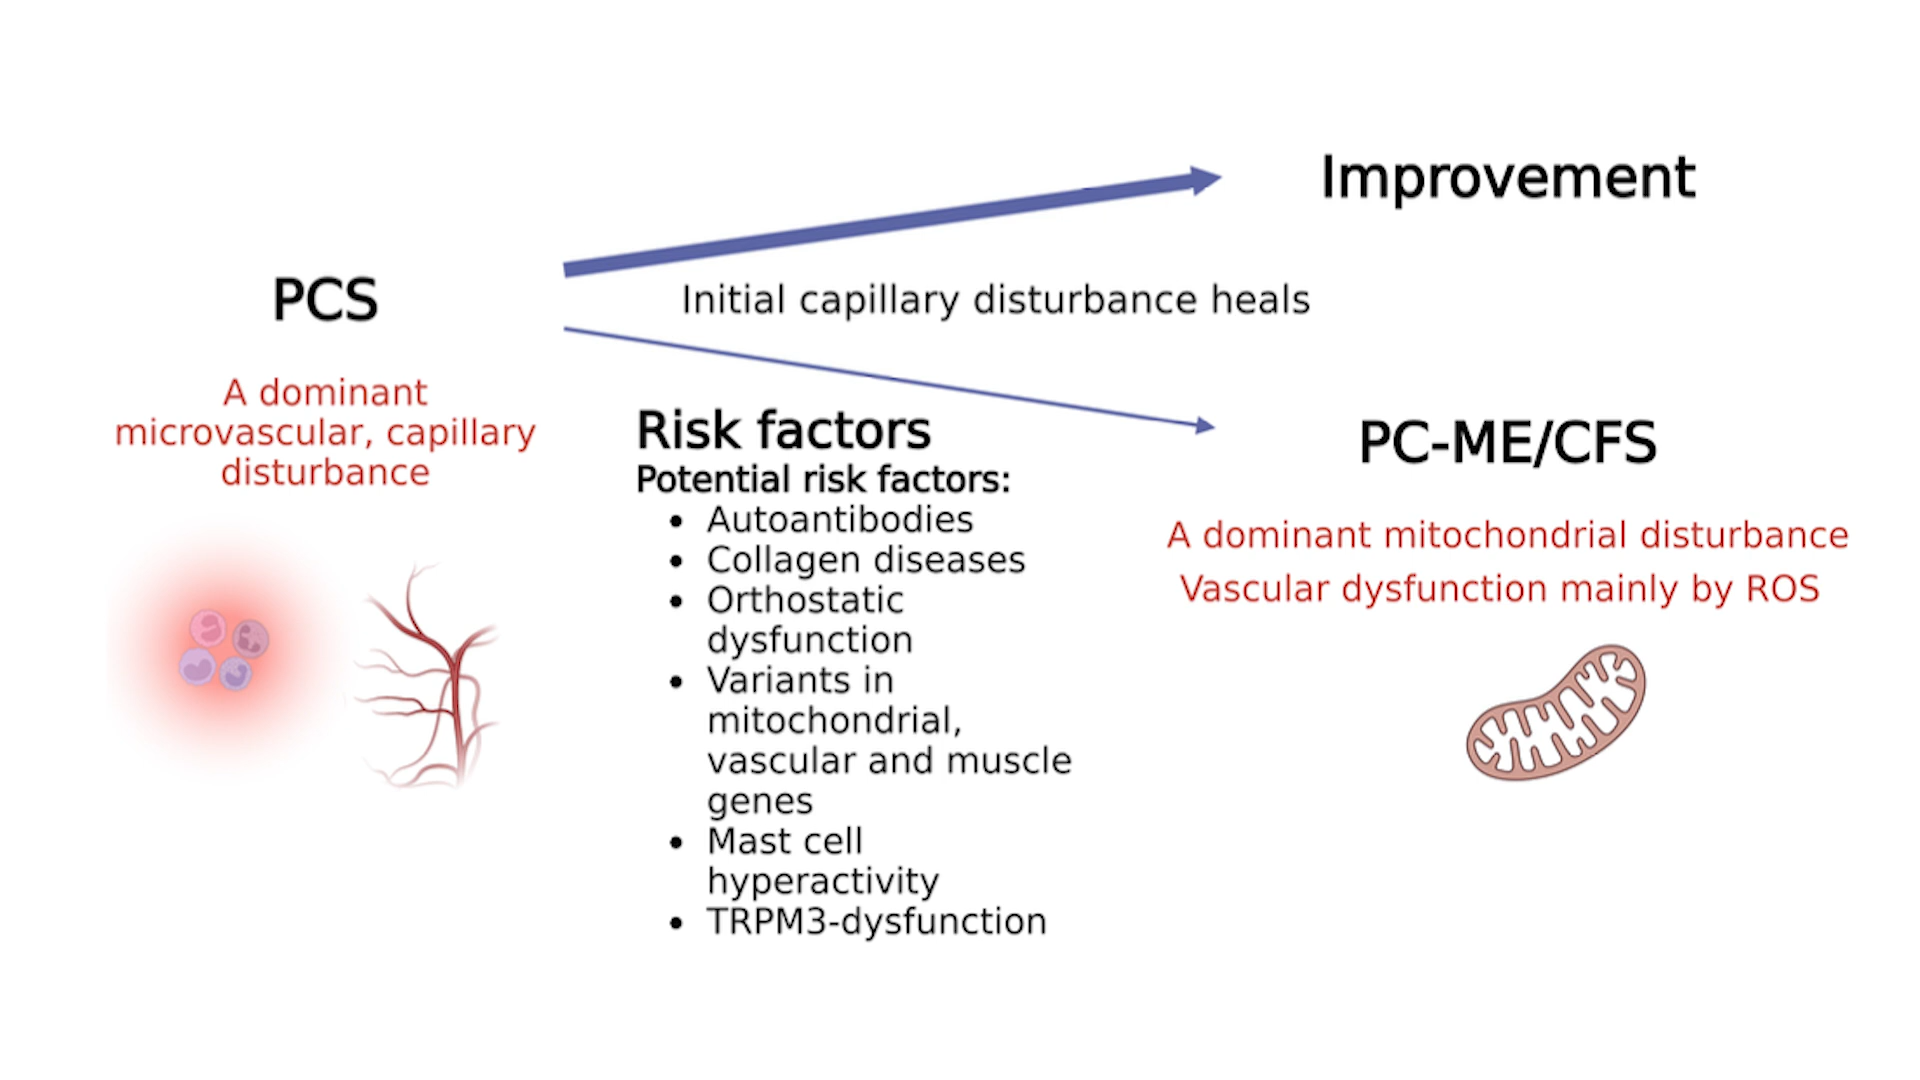 Improvement
PCS
Initial capillary disturbance heals
A dominant
microvascular, capillary
disturbance
Risk factors
Potential risk factors:
• Autoantibodies
• Collagen diseases
• Orthostatic
dysfunction
• Variants in
mitochondrial,
vascular and muscle
genes
• Mast cell
hyperactivity
• TRPM3-dysfunction
PC-ME/CFS
A dominant mitochondrial disturbance
Vascular dysfunction mainly by ROS